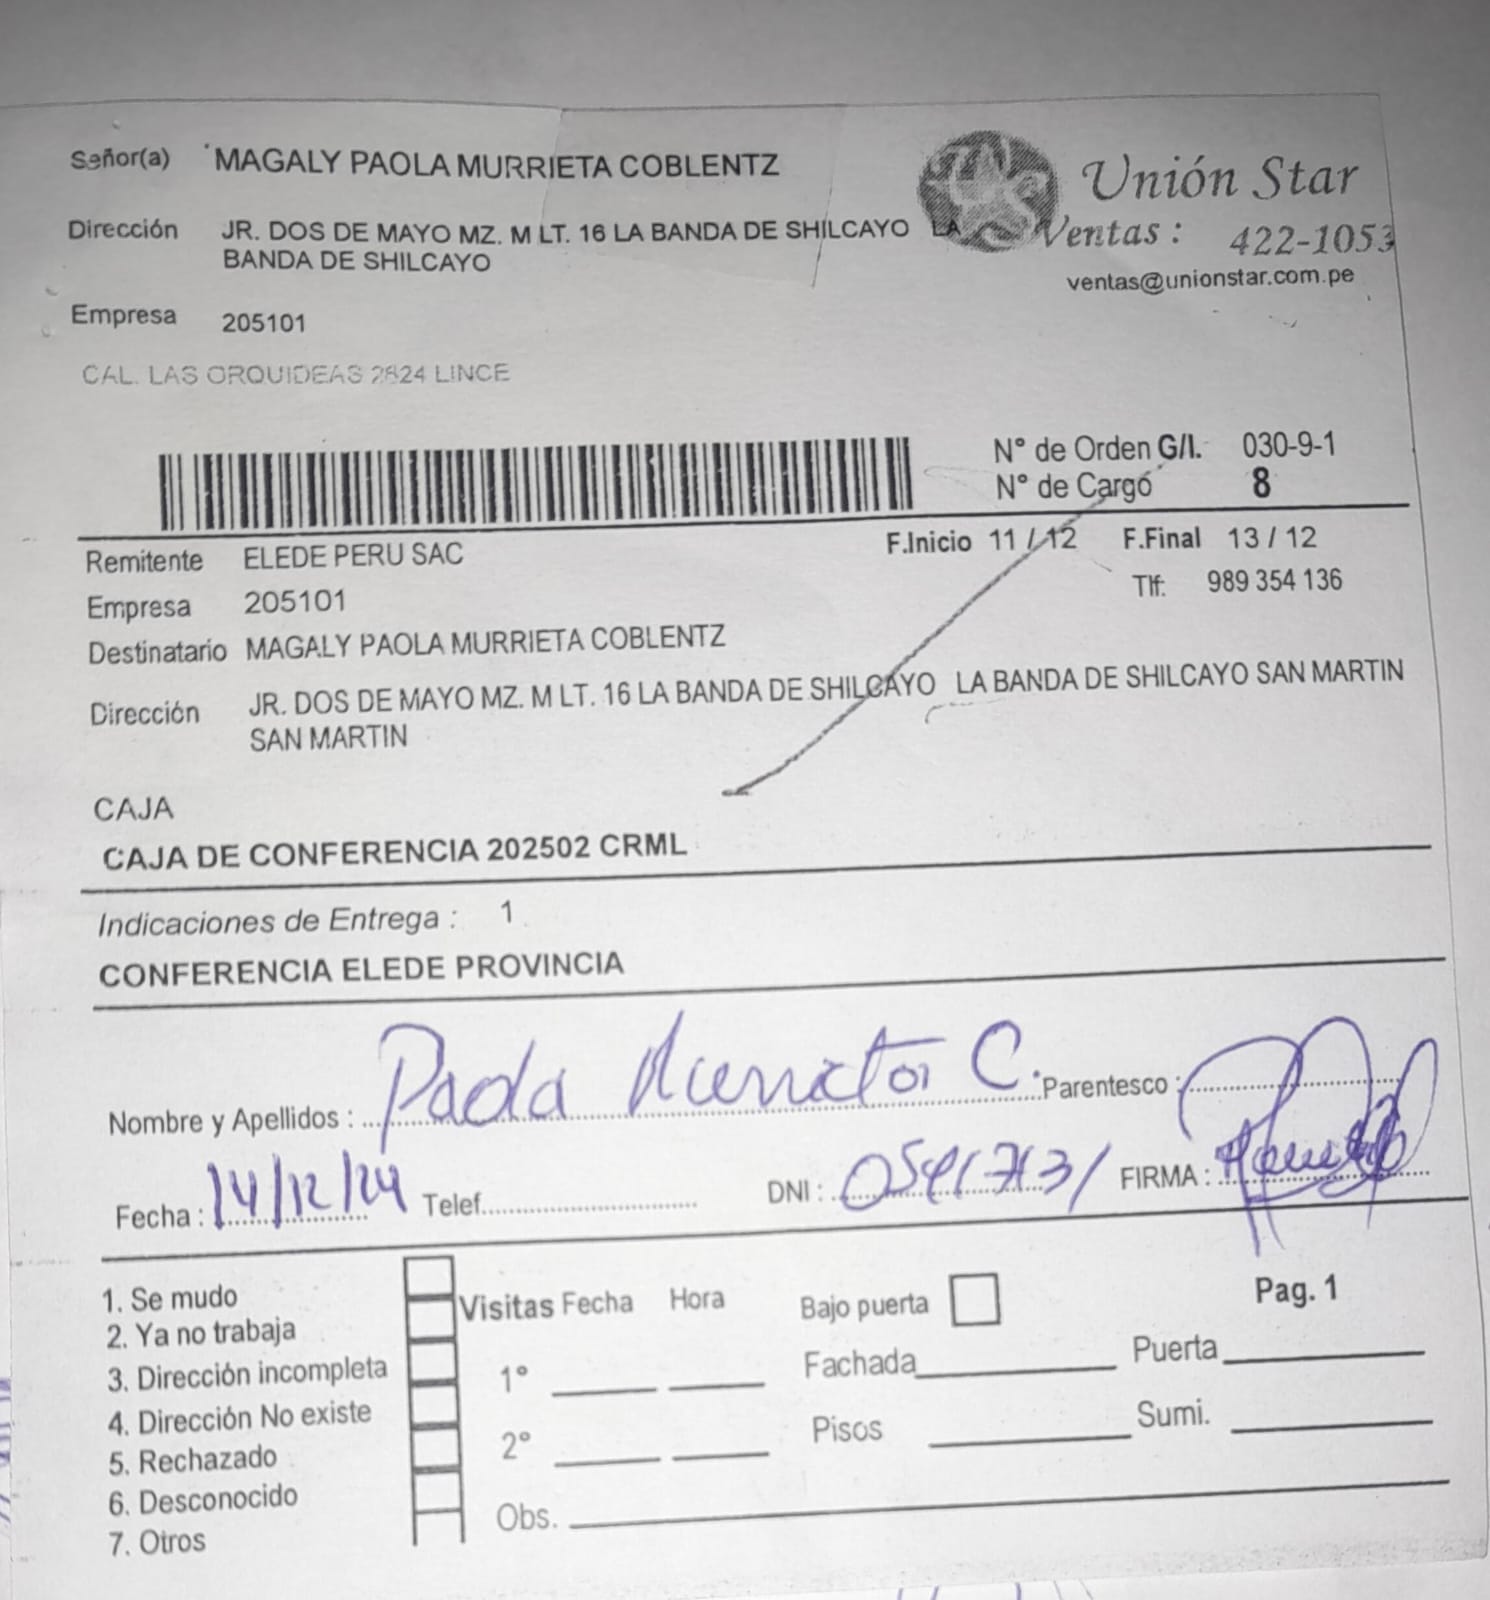 Señor(a) MAGALY PAOLA MURRIETA COBLENTZ
Unión Star
Dirección JR. DOS DE MAYO MZ. M LT. 16 LA BANDA DE SHILCAYO LA
BANDA DE SHILCAYO
Ventas : 422-1053
ventas@unionstar.com.pe
Empresa 205101
CAL. LAS ORQUIDEAS 2624 LINCE
N° de Orden G/I. 030-9-1
N° de Cargo 8
Remitente ELEDE PERU SAC
F.Inicio 11 / 12 F.Final 13 / 12
Empresa 205101
Tlf: 989 354 136
Destinatario MAGALY PAOLA MURRIETA COBLENTZ
Dirección JR. DOS DE MAYO MZ. M LT. 16 LA BANDA DE SHILCAYO LA BANDA DE SHILCAYO SAN MARTIN
SAN MARTIN
CAJA
CAJA DE CONFERENCIA 202502 CRML
Indicaciones de Entrega : 1
CONFERENCIA ELEDE PROVINCIA
Nombre y Apellidos : Paola C. Parentesco :
Fecha : 14/12/24 Telef. DNI : FIRMA :
1. Se mudo
2. Ya no trabaja
3. Dirección incompleta
4. Dirección No existe
5. Rechazado
6. Desconocido
7. Otros
Visitas Fecha Hora
1°
2°
Obs.
Bajo puerta
Pag. 1
Fachada Puerta
Pisos Sumi.